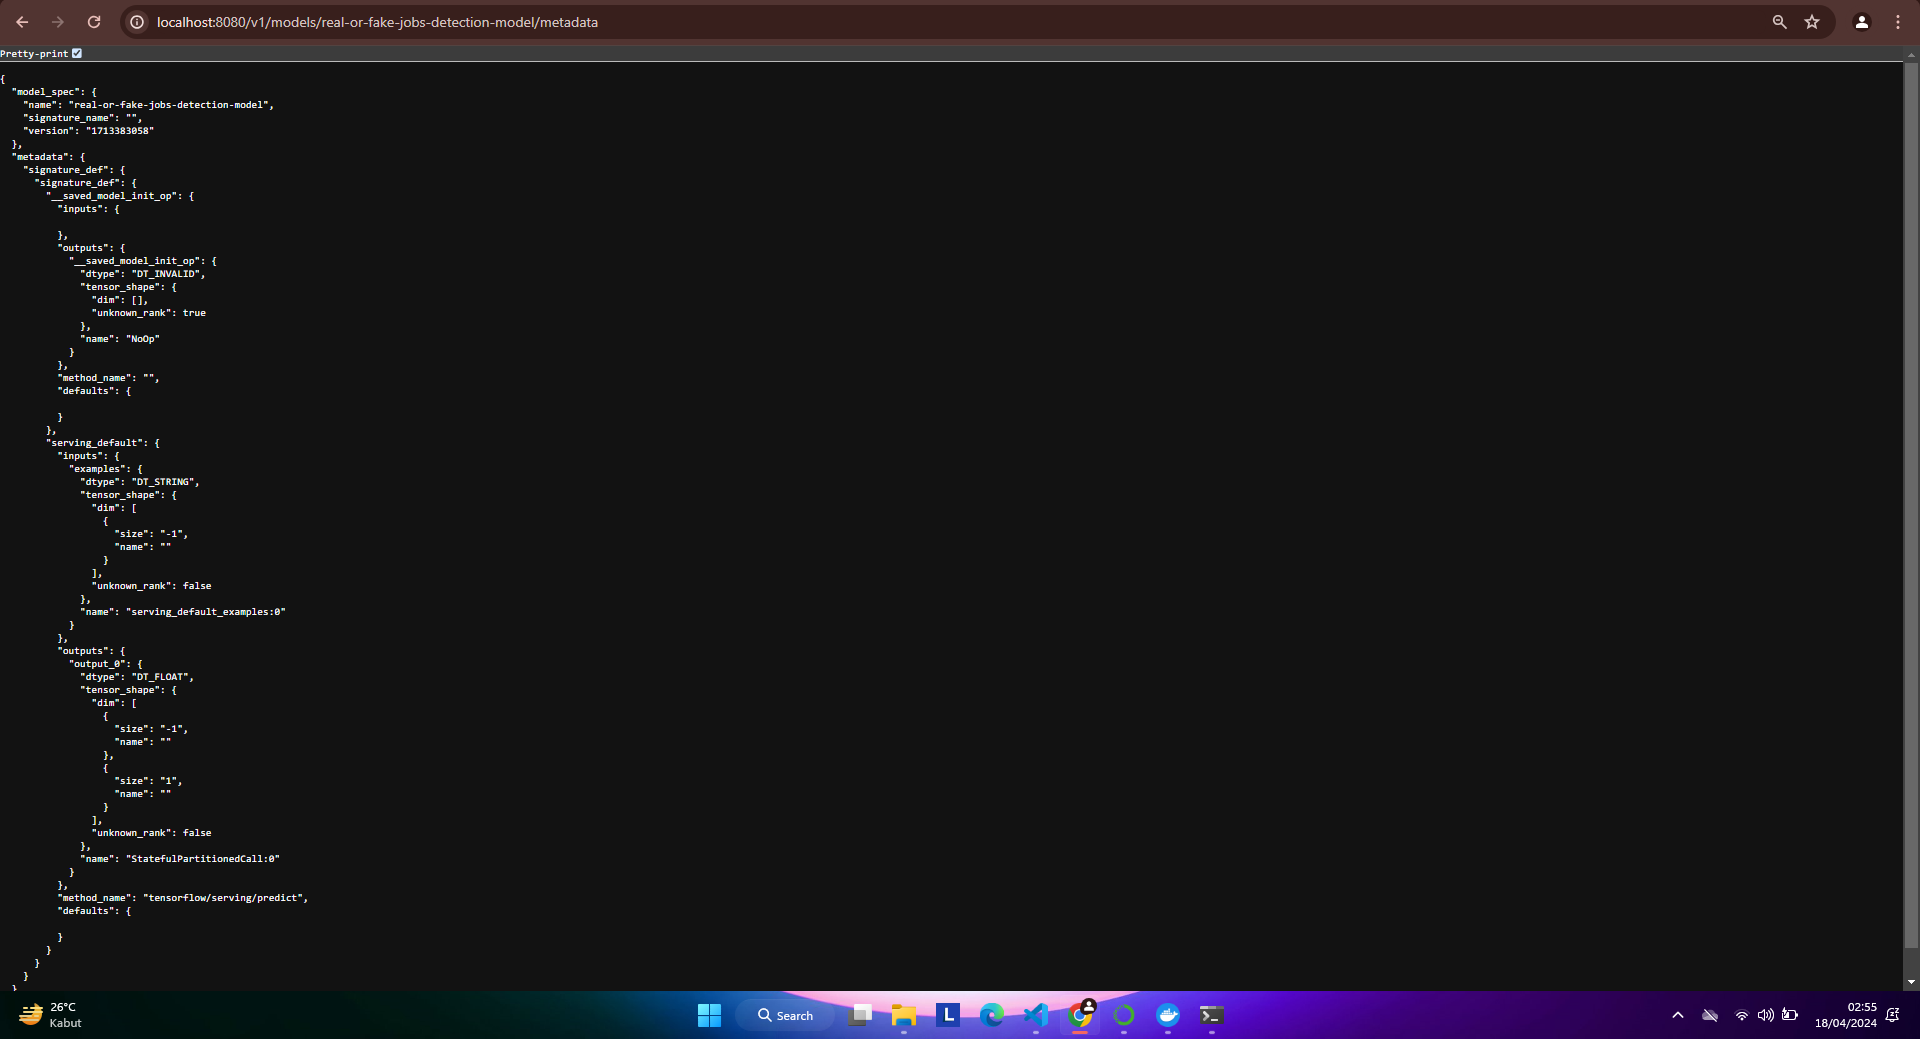 localhost:8080/v1/models/real-or-fake-jobs-detection-model/metadata
Pretty-print
{
  "model_spec": {
    "name": "real-or-fake-jobs-detection-model",
    "signature_name": "",
    "version": "1713383058"
  },
  "metadata": {
    "signature_def": {
      "signature_def": {
        "__saved_model_init_op": {
          "inputs": {
          },
          "outputs": {
            "__saved_model_init_op": {
              "dtype": "DT_INVALID",
              "tensor_shape": {
                "dim": [],
                "unknown_rank": true
              },
              "name": "NoOp"
            }
          },
          "method_name": "",
          "defaults": {
          }
        },
        "serving_default": {
          "inputs": {
            "examples": {
              "dtype": "DT_STRING",
              "tensor_shape": {
                "dim": [
                  {
                    "size": "-1",
                    "name": ""
                  }
                ],
                "unknown_rank": false
              },
              "name": "serving_default_examples:0"
            }
          },
          "outputs": {
            "output_0": {
              "dtype": "DT_FLOAT",
              "tensor_shape": {
                "dim": [
                  {
                    "size": "-1",
                    "name": ""
                  },
                  {
                    "size": "1",
                    "name": ""
                  }
                ],
                "unknown_rank": false
              },
              "name": "StatefulPartitionedCall:0"
            }
          },
          "method_name": "tensorflow/serving/predict",
          "defaults": {
          }
        }
      }
    }
  }
26°C
Kabut
Search
L
02:55
18/04/2024